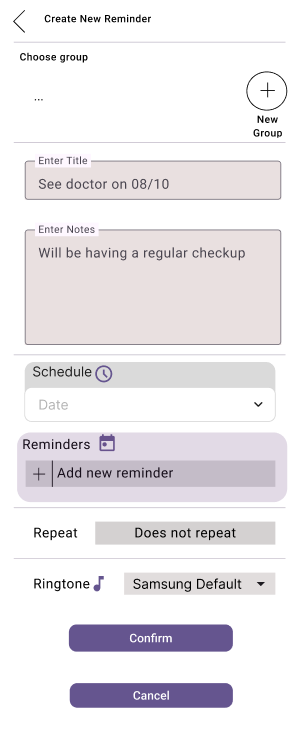 Create New Reminder
Choose group
...
New
Group
Enter Title
See doctor on 08/10
Enter Notes
Will be having a regular checkup
Schedule
Date
Reminders
Add new reminder
Repeat
Does not repeat
Ringtone
Samsung Default
Confirm
Cancel